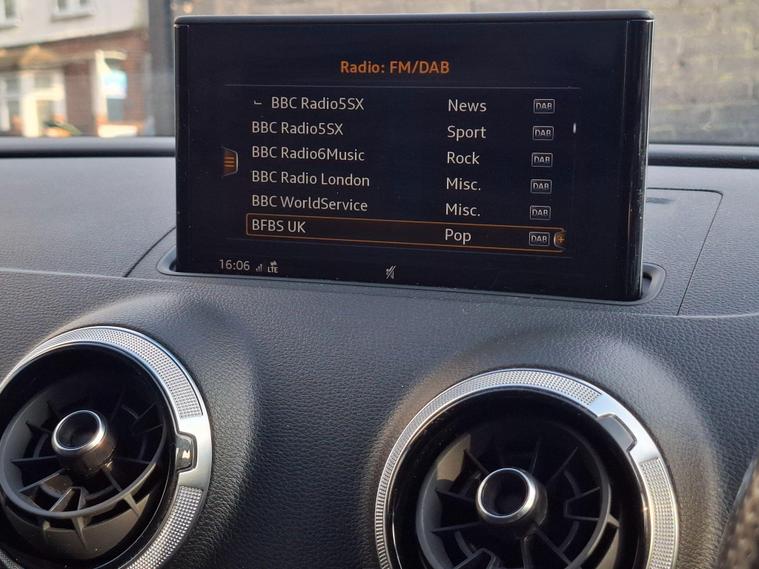 Radio: FM/DAB
BBC Radio5SX News DAB
BBC Radio5SX Sport DAB
BBC Radio6Music Rock DAB
BBC Radio London Misc. DAB
BBC WorldService Misc. DAB
BFBS UK Pop DAB
16:06 LTE